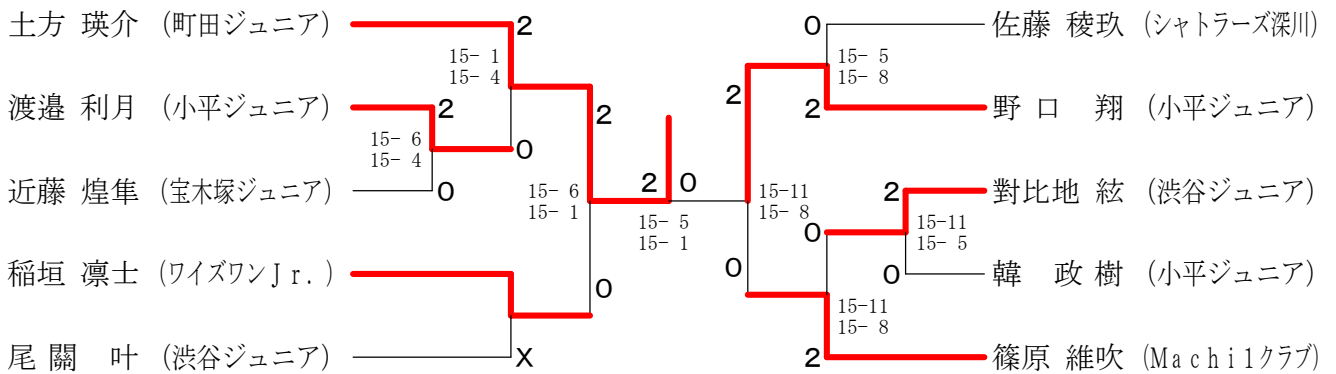 土方 瑛介 (町田ジュニア)
2
15- 1
15- 4
渡邉 利月 (小平ジュニア)
2
0
15- 6
15- 4
近藤 煌隼 (宝木塚ジュニア)
0
2
15- 6
15- 1
稲垣 凛士 (ワイズワンJr.)
0
尾關 叶 (渋谷ジュニア)
X
2 0
15- 5
15- 1
佐藤 稜玖 (シャトラーズ深川)
0
15- 5
15- 8
2
野口 翔 (小平ジュニア)
2
15-11
15- 8
對比地 絃 (渋谷ジュニア)
2
15-11
15- 5
0
0
韓 政樹 (小平ジュニア)
0
15-11
15- 8
2
篠原 維吹 (Machi1クラブ)